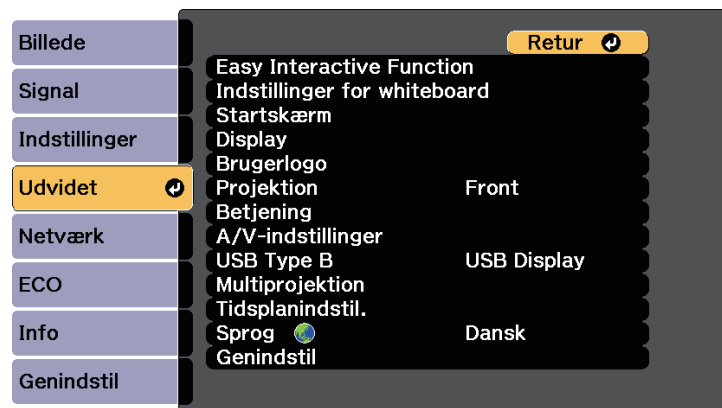 Billede
Signal
Indstillinger
Udvidet
Netværk
ECO
Info
Genindstil
Retur
Easy Interactive Function
Indstillinger for whiteboard
Startskærm
Display
Brugerlogo
Projektion Front
Betjening
A/V-indstillinger
USB Type B USB Display
Multiprojektion
Tidsplanindstil.
Sprog Dansk
Genindstil